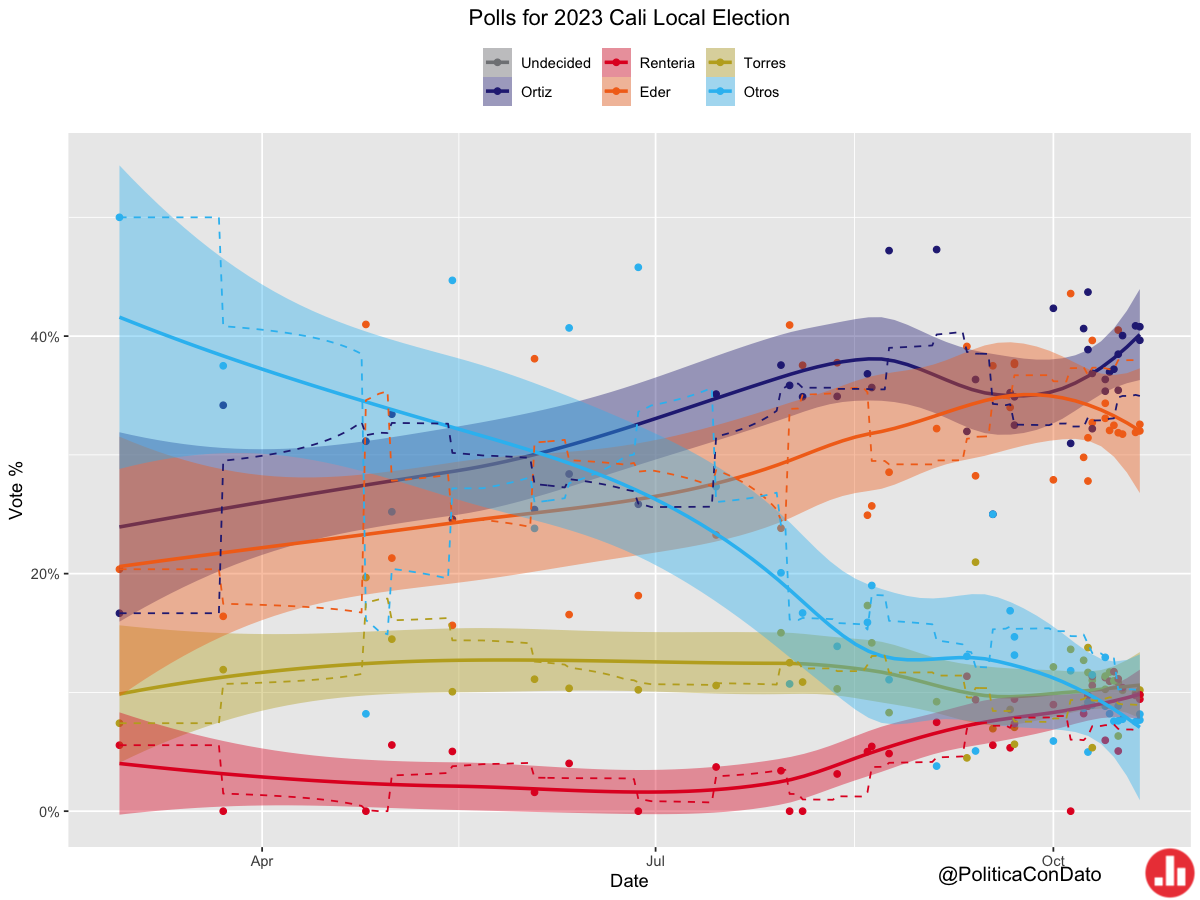 Polls for 2023 Cali Local Election
Undecided Renteria Torres
Ortiz Eder Otros
Vote %
40%
20%
0%
Apr Jul Oct
Date
@PoliticaConDato